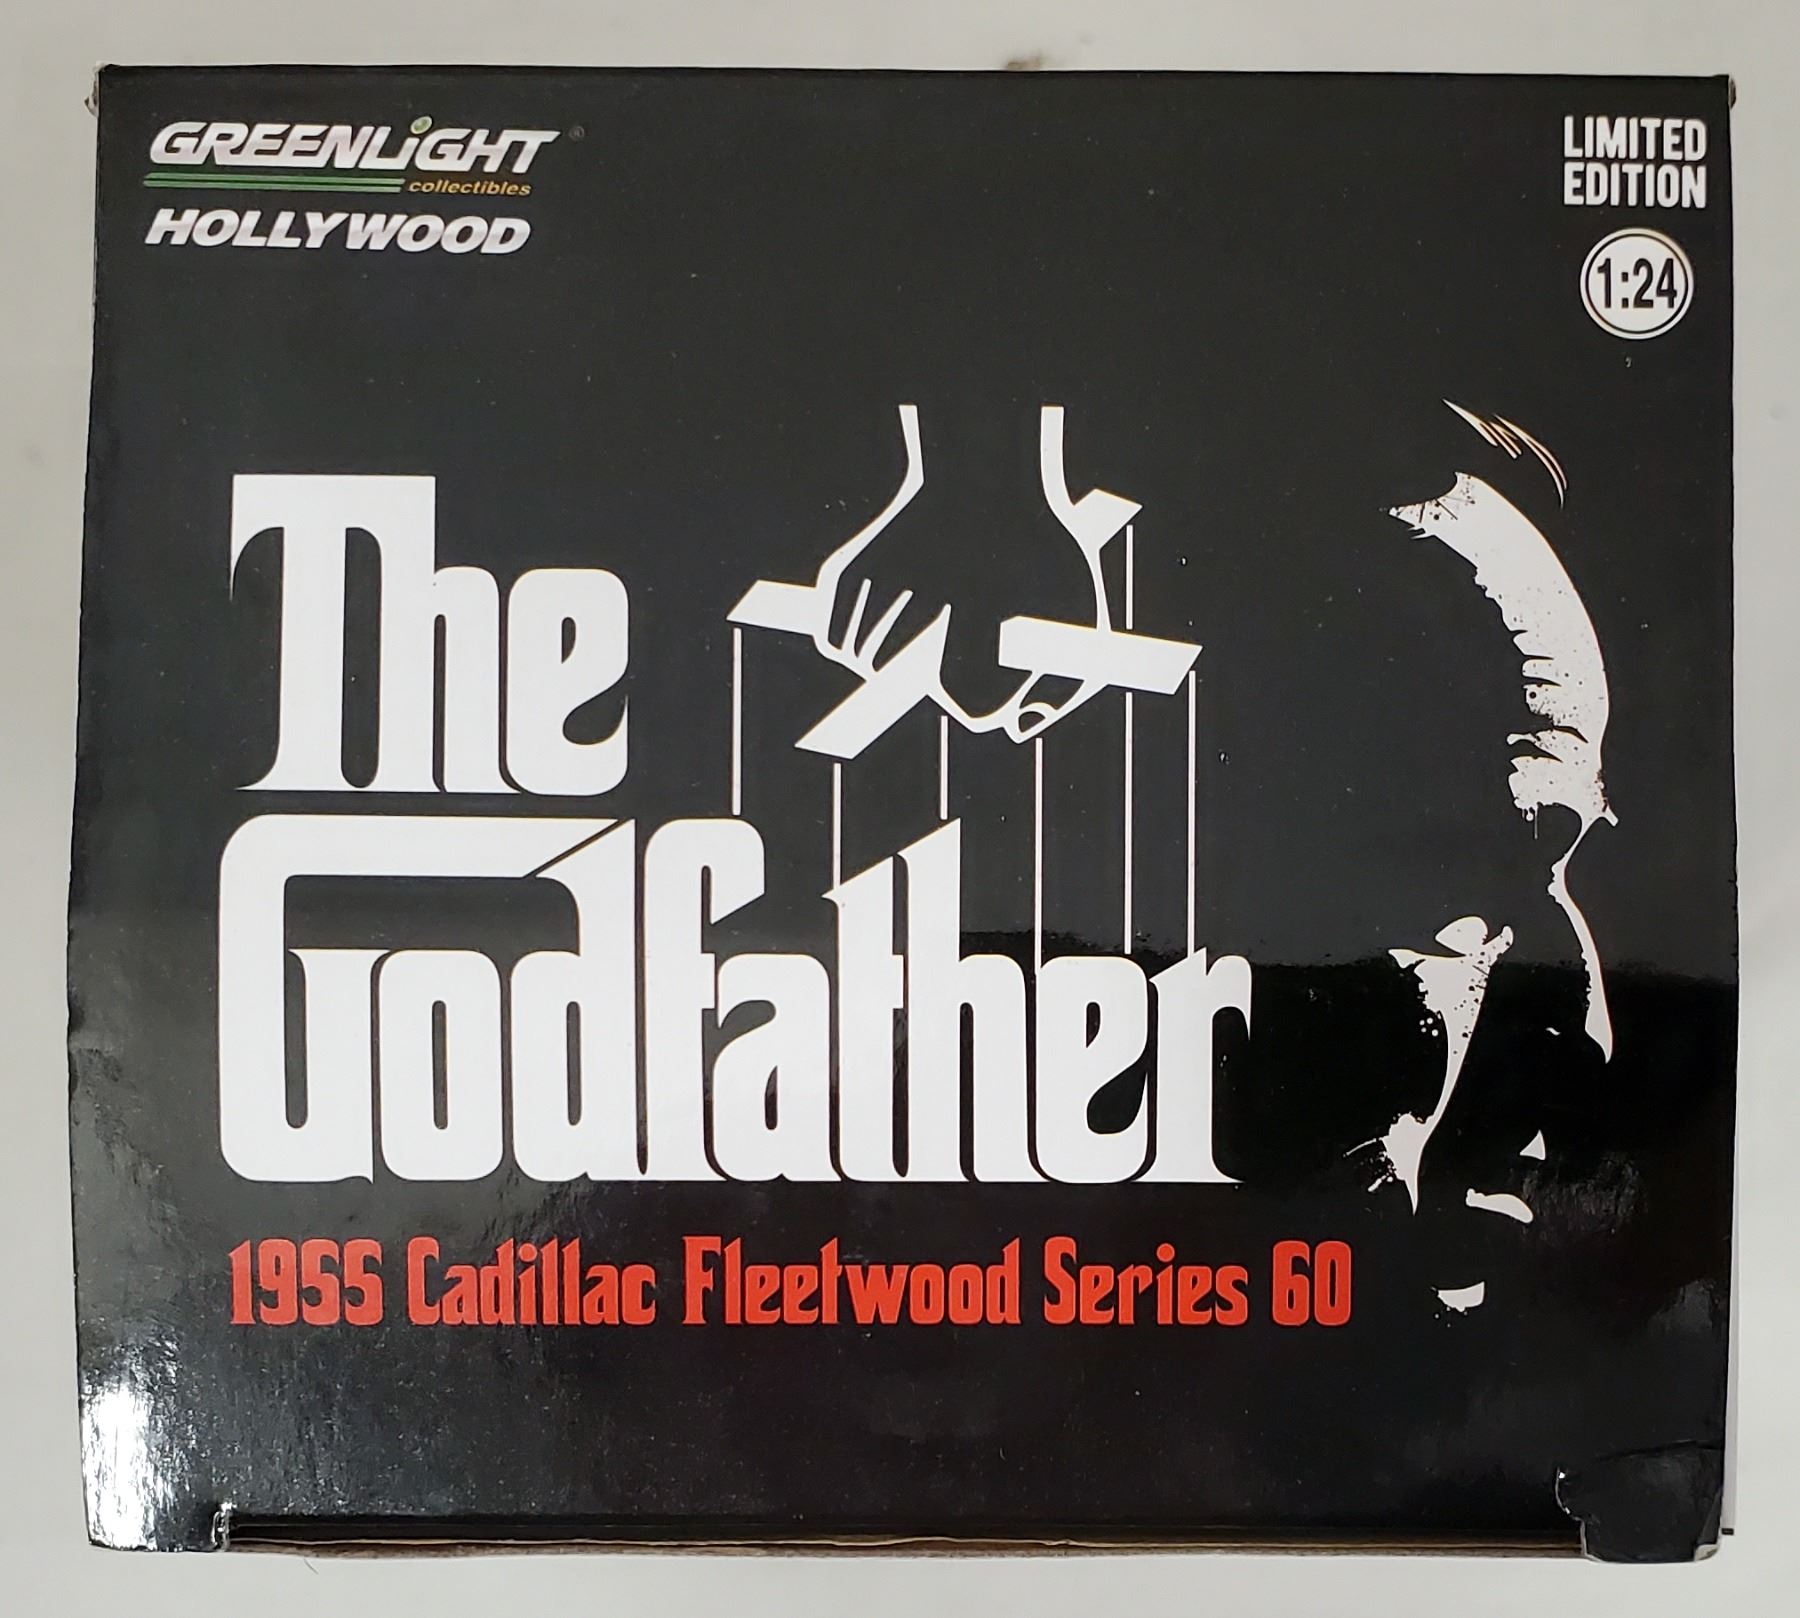 GREENLiGHT ®
collectibles
HOLLYWOOD
LIMITED
EDITION
1:24
The
Godfather
1955 Cadillac Fleetwood Series 60